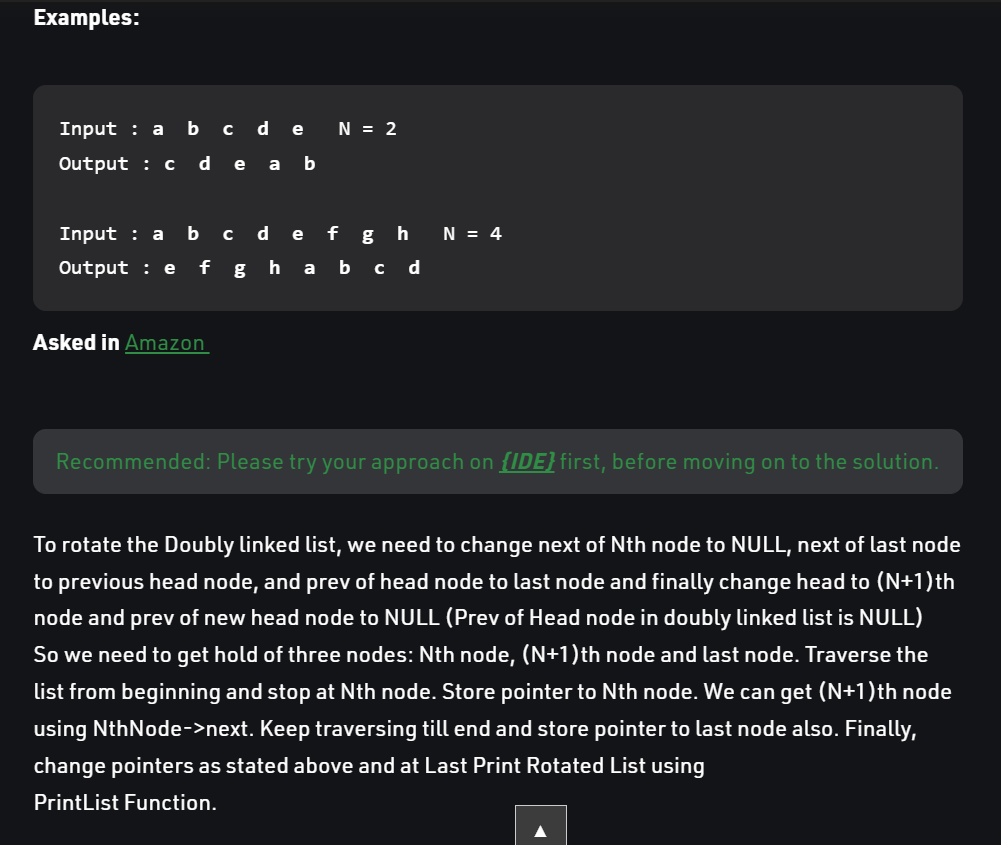 Examples:
Input : a  b  c  d  e   N = 2
Output : c  d  e  a  b
Input : a  b  c  d  e  f  g  h   N = 4
Output : e  f  g  h  a  b  c  d
Asked in Amazon
Recommended: Please try your approach on {IDE} first, before moving on to the solution.
To rotate the Doubly linked list, we need to change next of Nth node to NULL, next of last node
to previous head node, and prev of head node to last node and finally change head to (N+1)th
node and prev of new head node to NULL (Prev of Head node in doubly linked list is NULL)
So we need to get hold of three nodes: Nth node, (N+1)th node and last node. Traverse the
list from beginning and stop at Nth node. Store pointer to Nth node. We can get (N+1)th node
using NthNode->next. Keep traversing till end and store pointer to last node also. Finally,
change pointers as stated above and at Last Print Rotated List using
PrintList Function.